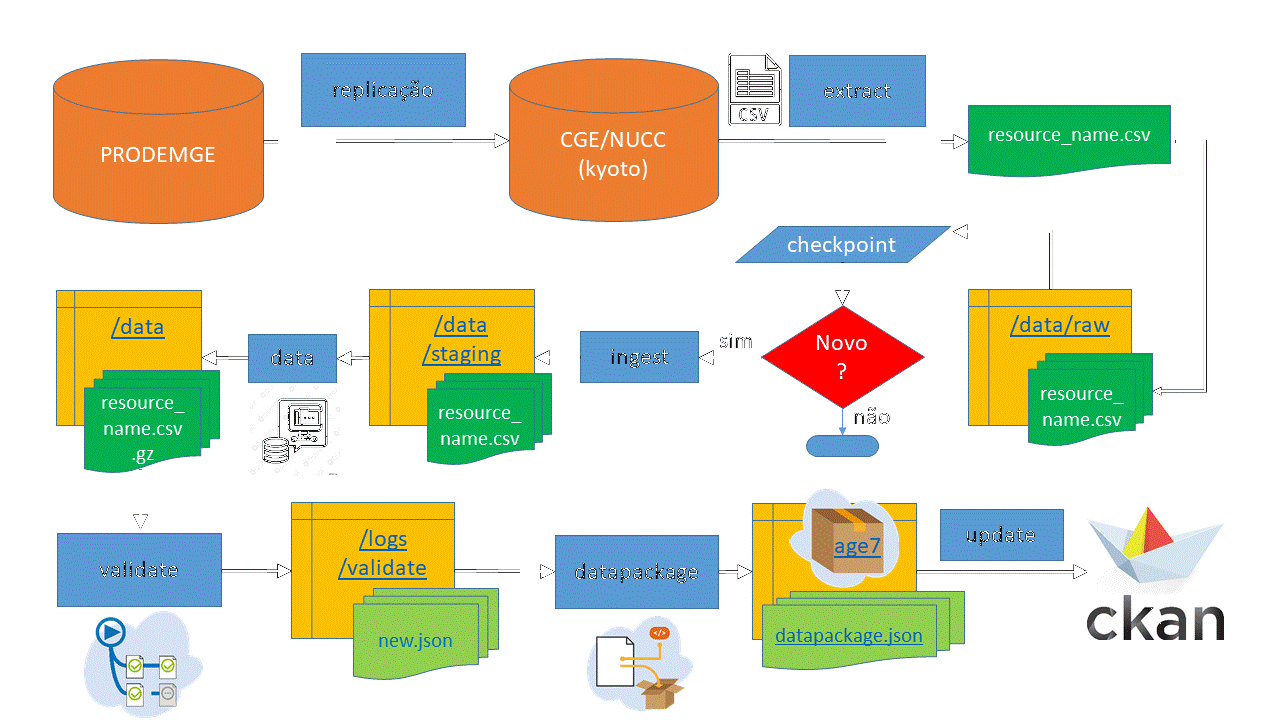 replicação
PRODEMGE
CGE/NUCC
(kyoto)
CSV
extract
resource_name.csv
checkpoint
/data/raw
resource_
name.csv
Novo
?
sim
não
ingest
/data
/staging
resource_
name.csv
data
/data
resource_
name.csv
.gz
validate
/logs
/validate
new.json
datapackage
</>
age7
datapackage.json
update
ckan